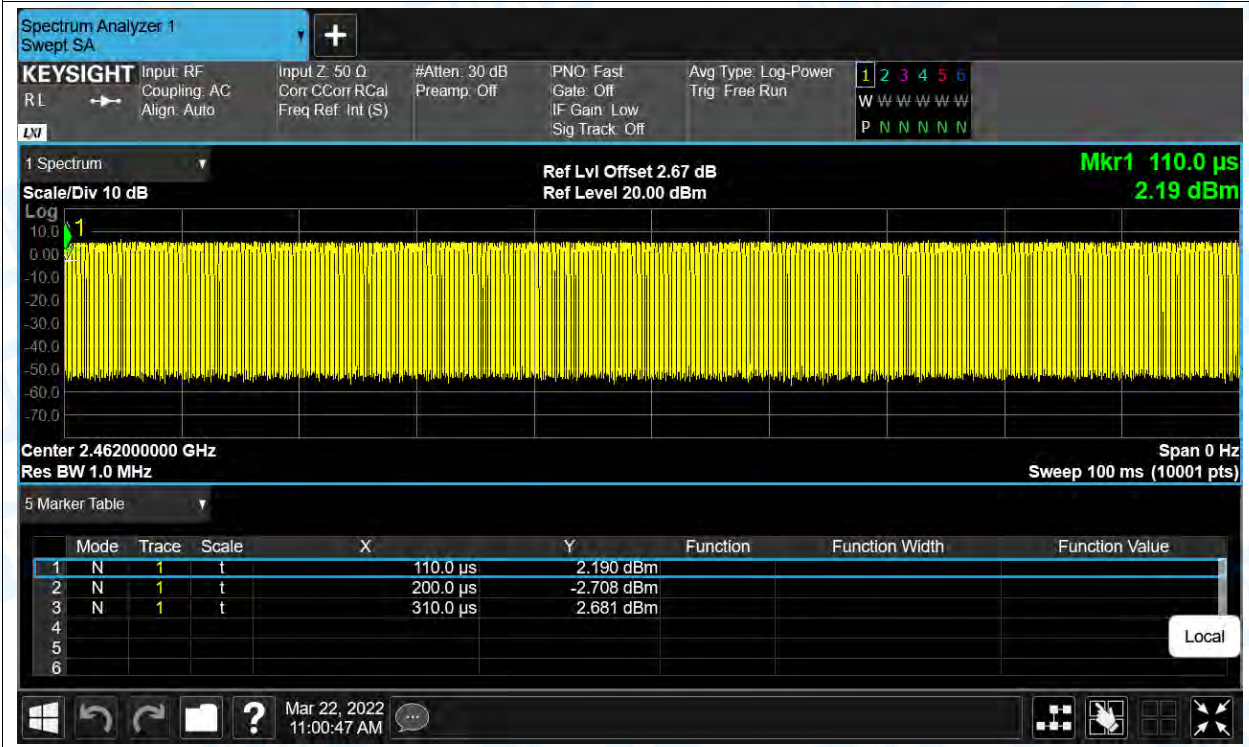 Spectrum Analyzer 1
Swept SA
KEYSIGHT Input: RF Input Z: 50 Ω #Atten: 30 dB PNO: Fast Avg Type: Log-Power 1 2 3 4 5 6
R L Coupling: AC Corr CCorr RCal Preamp: Off Gate: Off Trig: Free Run W W W W W W
Align: Auto Freq Ref: Int (S) IF Gain: Low P N N N N N
LXI Sig Track: Off
1 Spectrum Ref Lvl Offset 2.67 dB Mkr1 110.0 µs
Scale/Div 10 dB Ref Level 20.00 dBm 2.19 dBm
Log
10.0 1
0.00
-10.0
-20.0
-30.0
-40.0
-50.0
-60.0
-70.0
Center 2.462000000 GHz Span 0 Hz
Res BW 1.0 MHz Sweep 100 ms (10001 pts)
5 Marker Table
Mode Trace Scale X Y Function Function Width Function Value
1 N 1 t 110.0 µs 2.190 dBm
2 N 1 t 200.0 µs -2.708 dBm
3 N 1 t 310.0 µs 2.681 dBm
4
5
6
Local
? Mar 22, 2022
11:00:47 AM